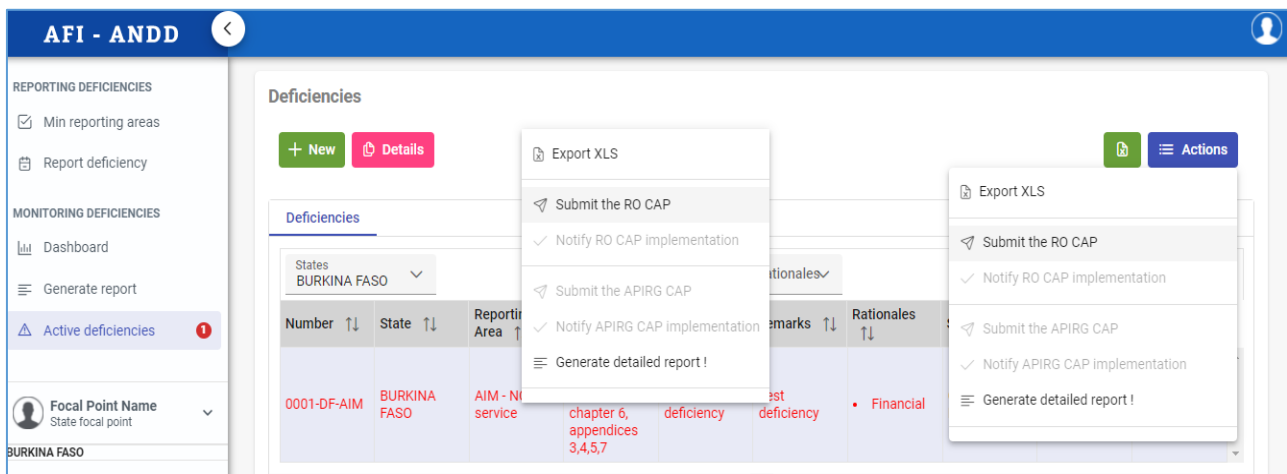 AFI - ANDD
REPORTING DEFICIENCIES
Min reporting areas
Report deficiency
MONITORING DEFICIENCIES
Dashboard
Generate report
Active deficiencies 1
Focal Point Name
State focal point
BURKINA FASO
Deficiencies
New
Details
Actions
Export XLS
Submit the RO CAP
Notify RO CAP implementation
Submit the APIRG CAP
Notify APIRG CAP implementation
Generate detailed report !
Export XLS
Submit the RO CAP
Notify RO CAP implementation
Submit the APIRG CAP
Notify APIRG CAP implementation
Generate detailed report !
Deficiencies
States
BURKINA FASO
Number State Rationales
Area
0001-DF-AIM BURKINA FASO AIM service deficiency deficiency • Financial
chapter 6,
appendices
3,4,5,7